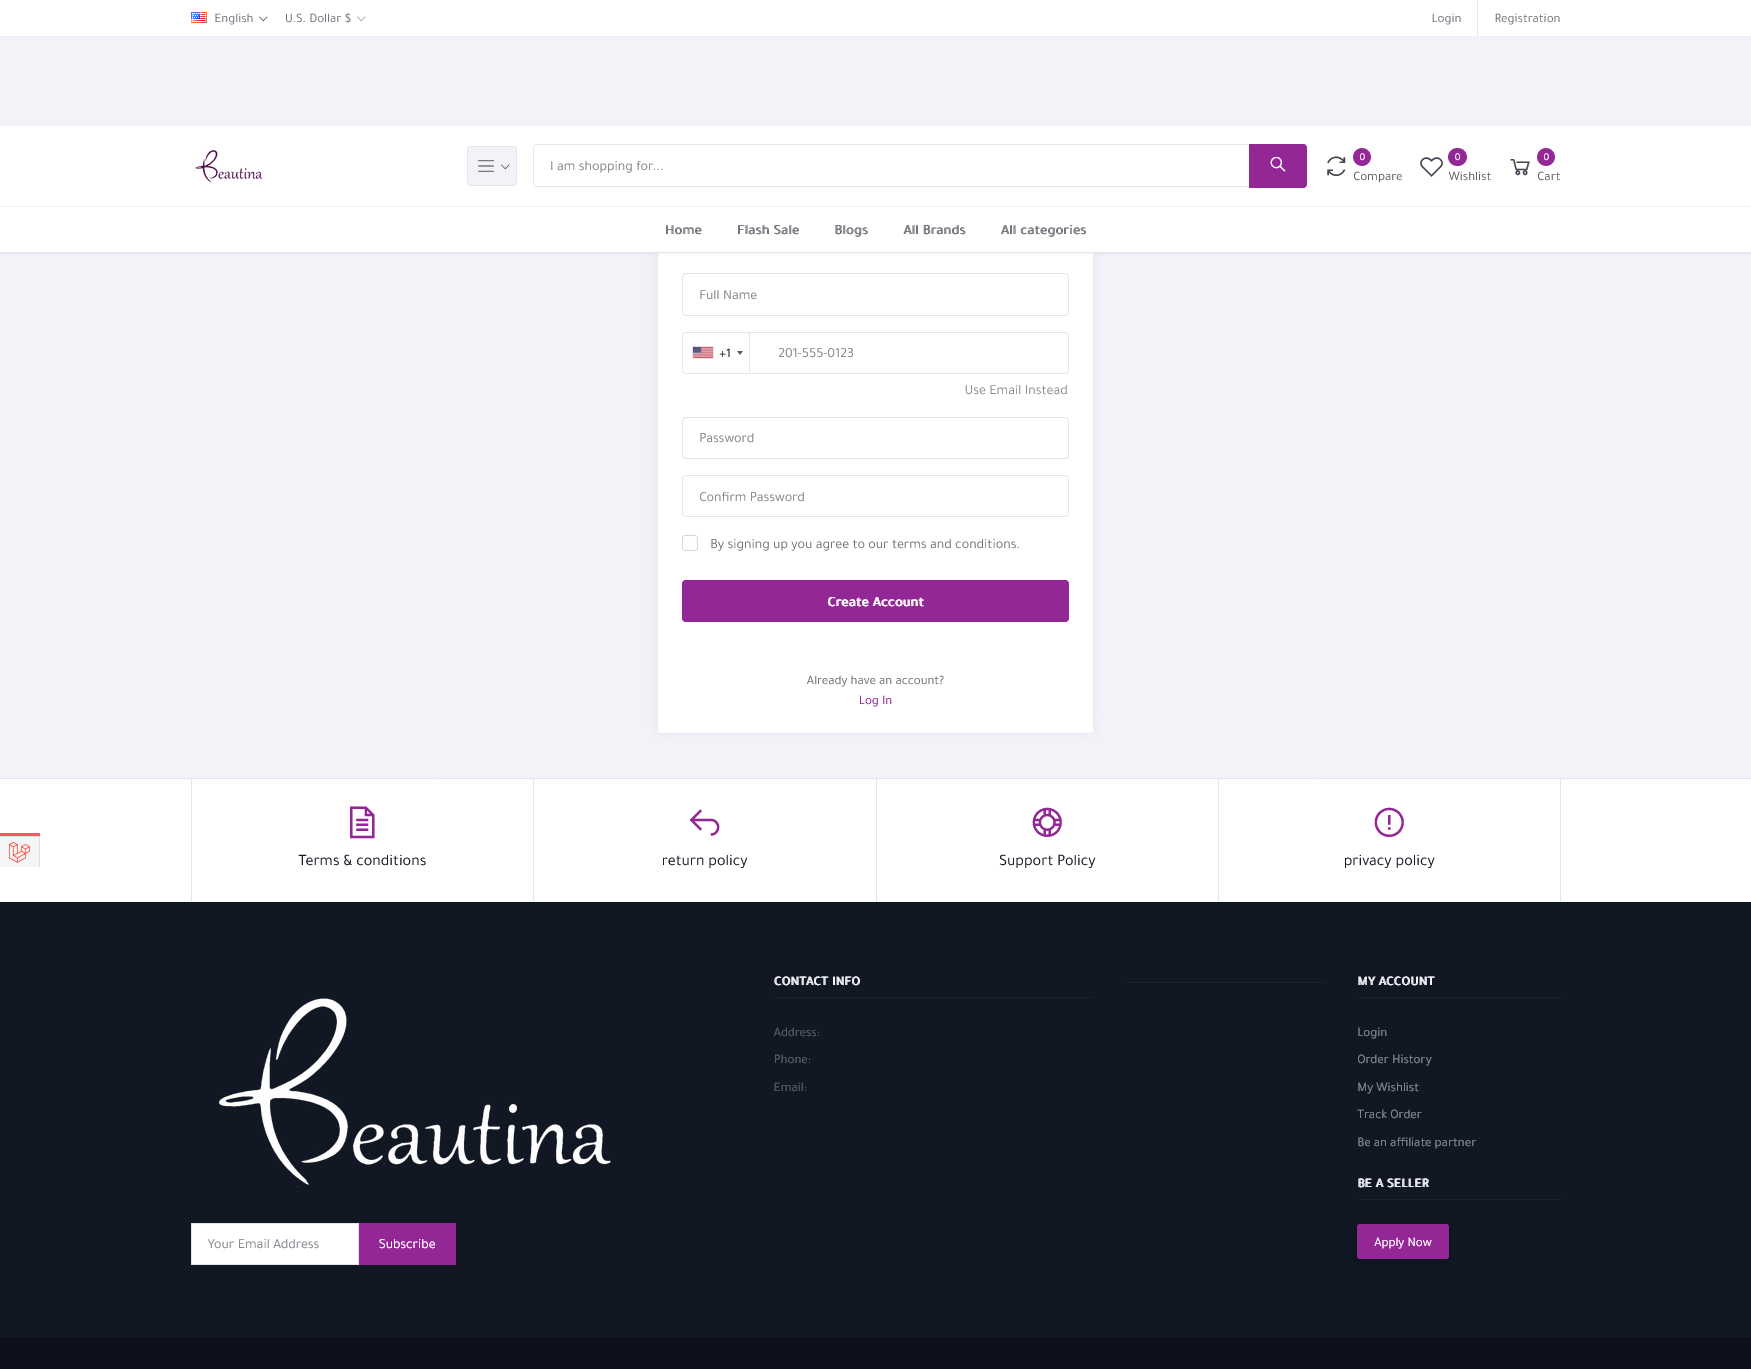 English
U.S. Dollar $
Login
Registration
Beautina
I am shopping for...
0
Compare
0
Wishlist
0
Cart
Home
Flash Sale
Blogs
All Brands
All categories
Full Name
+1
201-555-0123
Use Email Instead
Password
Confirm Password
By signing up you agree to our terms and conditions.
Create Account
Already have an account?
Log In
Terms & conditions
return policy
Support Policy
privacy policy
Beautina
Your Email Address
Subscribe
CONTACT INFO
Address:
Phone:
Email:
MY ACCOUNT
Login
Order History
My Wishlist
Track Order
Be an affiliate partner
BE A SELLER
Apply Now